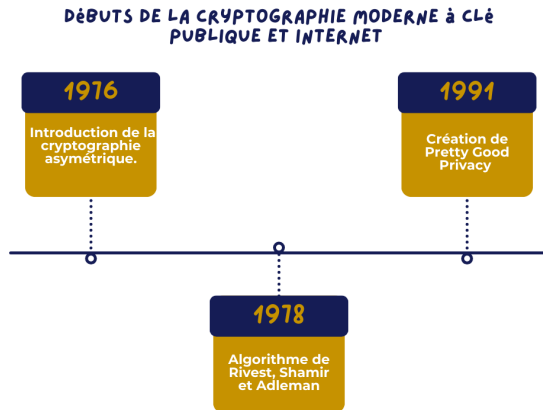 DéBUTS DE LA CRYPTOGRAPHIE MODERNE à CLé
PUBLIQUE ET INTERNET
1976
Introduction de la
cryptographie
asymétrique.
1978
Algorithme de
Rivest, Shamir
et Adleman
1991
Création de
Pretty Good
Privacy